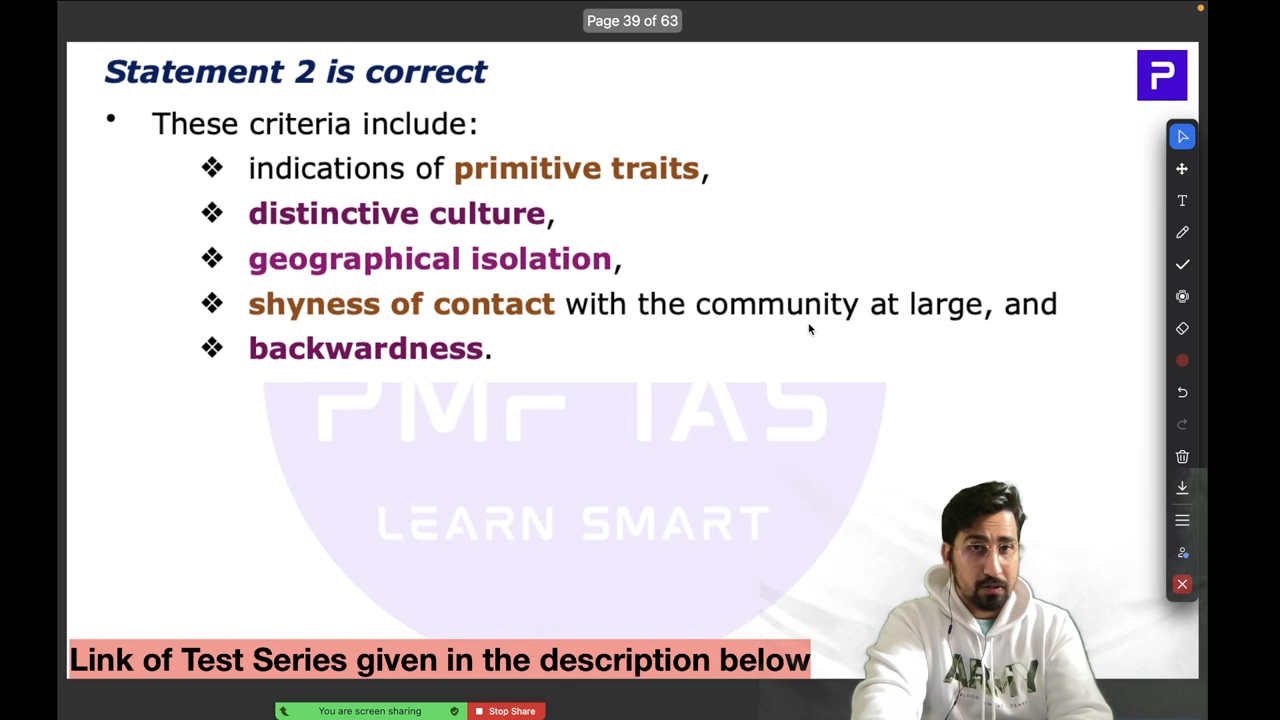 Page 39 of 63
Statement 2 is correct
P
• These criteria include:
❖ indications of primitive traits,
❖ distinctive culture,
❖ geographical isolation,
❖ shyness of contact with the community at large, and
❖ backwardness.
PMF IAS
LEARN SMART
ARMY
Link of Test Series given in the description below
You are screen sharing
Stop Share
T